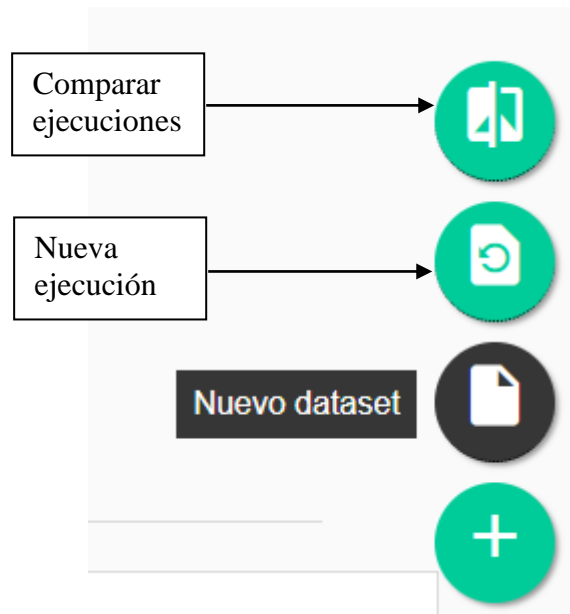 Comparar
ejecuciones
Nueva
ejecución
Nuevo dataset